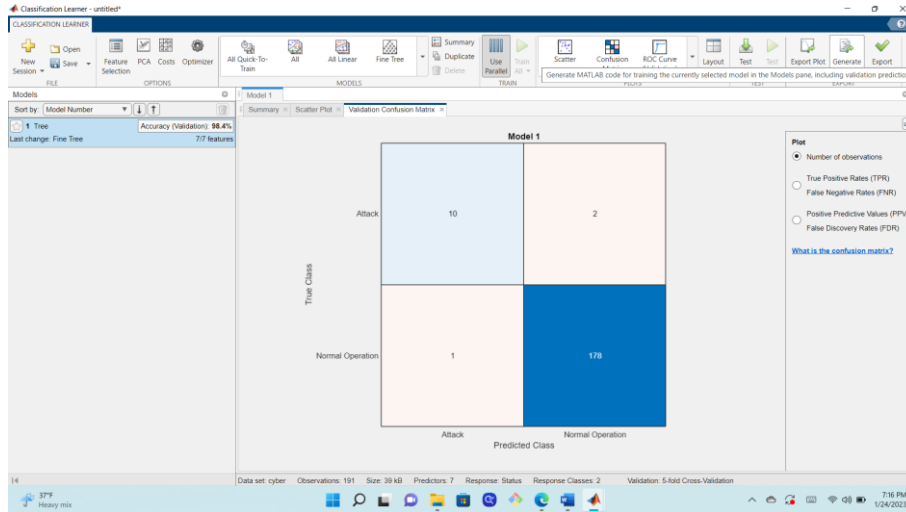 Classification Learner - untitled*
CLASSIFICATION LEARNER
New Session
Open
Save
Feature Selection
PCA
Costs
Optimizer
All Quick-To-Train
All
All Linear
Fine Tree
Summary
Duplicate
Delete
Use Parallel
Train All
Scatter
Confusion
ROC Curve
Layout
Test
Test
Export Plot
Generate
Export
Generate MATLAB code for training the currently selected model in the Models pane, including validation predictio
FILE
OPTIONS
MODELS
TRAIN
Models
Sort by: Model Number
1 Tree
Accuracy (Validation): 98.4%
Last change: Fine Tree
7/7 features
Model 1
Summary
Scatter Plot
Validation Confusion Matrix
Model 1
Attack
10
2
True Class
Normal Operation
1
178
Attack
Normal Operation
Predicted Class
Plot
Number of observations
True Positive Rates (TPR)
False Negative Rates (FNR)
Positive Predictive Values (PPV
False Discovery Rates (FDR)
What is the confusion matrix?
Data set: cyber Observations: 191 Size: 39 kB Predictors: 7 Response: Status Response Classes: 2 Validation: 5-fold Cross-Validation
37°F
Heavy mix
7:16 PM
1/24/2023